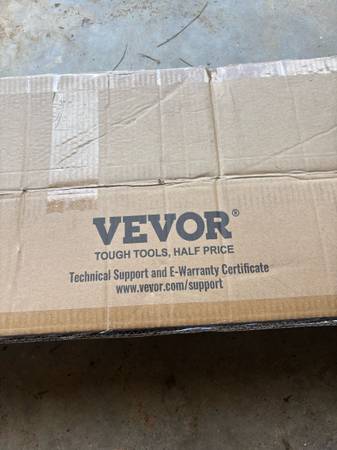 VEVOR®
TOUGH TOOLS, HALF PRICE
Technical Support and E-Warranty Certificate
www.vevor.com/support